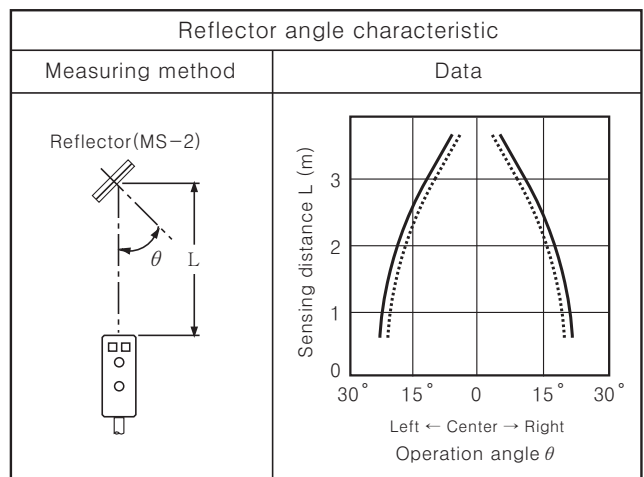 Reflector angle characteristic
Measuring method
Data
Reflector(MS-2)
θ
L
Sensing distance L (m)
3
2
1
0
30° 15° 0 15° 30°
Left ← Center → Right
Operation angle θ